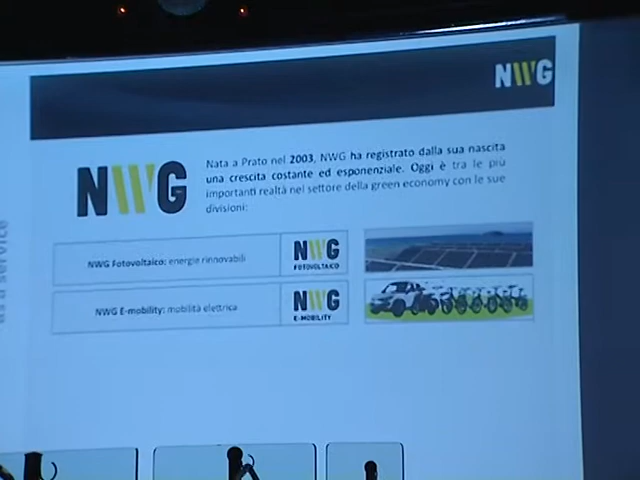 NWG
NWG
Nata a Prato nel 2003, NWG ha registrato dalla sua nascita
una crescita costante ed esponenziale. Oggi è tra le più
importanti realtà nel settore della green economy con le sue
divisioni:
NWG Fotovoltaico: energie rinnovabili
NWG
FOTOVOLTAICO
NWG E-mobility: mobilità elettrica
NWG
E-MOBILITY
as a service